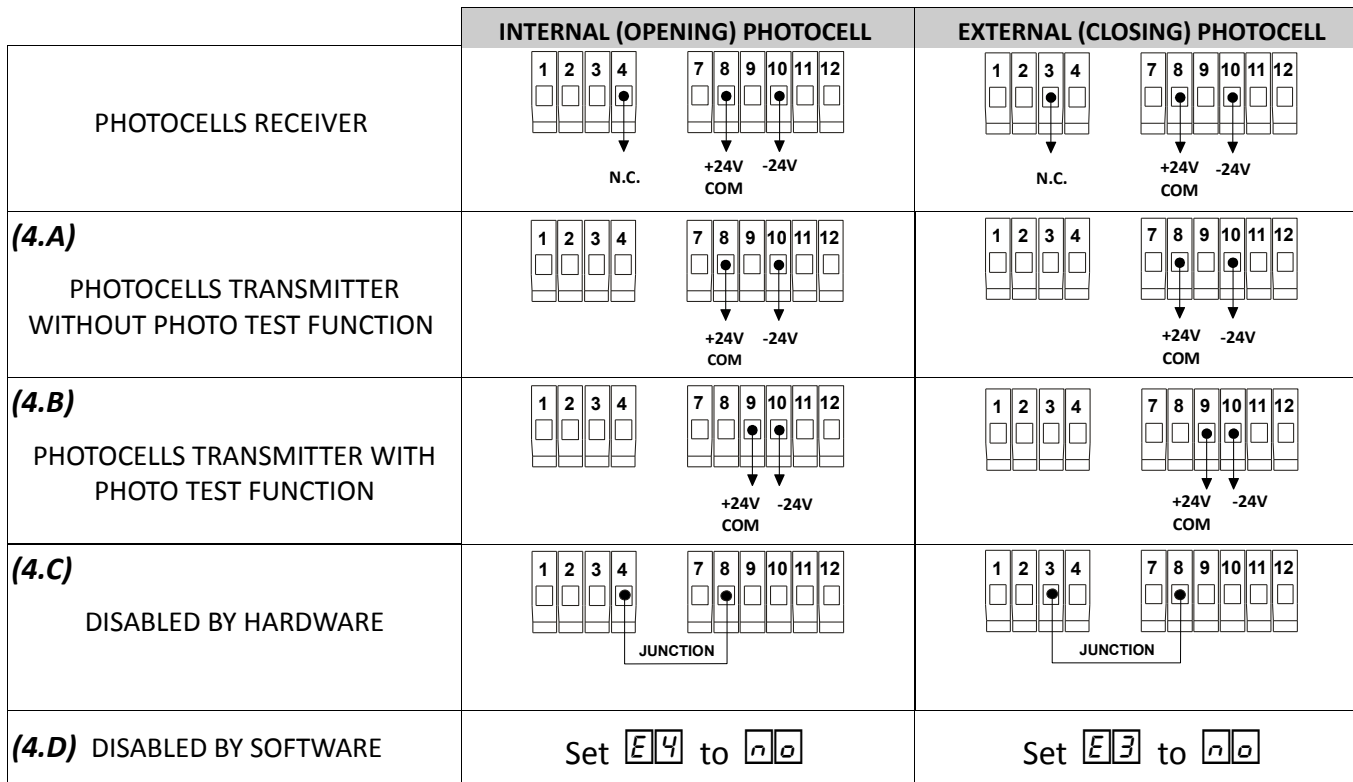 INTERNAL (OPENING) PHOTOCELL EXTERNAL (CLOSING) PHOTOCELL
PHOTOCELLS RECEIVER
1 2 3 4 7 8 9 10 11 12
N.C. +24V -24V
COM
1 2 3 4 7 8 9 10 11 12
N.C. +24V -24V
COM
(4.A)
PHOTOCELLS TRANSMITTER
WITHOUT PHOTO TEST FUNCTION
1 2 3 4 7 8 9 10 11 12
+24V -24V
COM
1 2 3 4 7 8 9 10 11 12
+24V -24V
COM
(4.B)
PHOTOCELLS TRANSMITTER WITH
PHOTO TEST FUNCTION
1 2 3 4 7 8 9 10 11 12
+24V -24V
COM
1 2 3 4 7 8 9 10 11 12
+24V -24V
COM
(4.C)
DISABLED BY HARDWARE
1 2 3 4 7 8 9 10 11 12
JUNCTION
1 2 3 4 7 8 9 10 11 12
JUNCTION
(4.D) DISABLED BY SOFTWARE
Set E4 to no
Set E3 to no